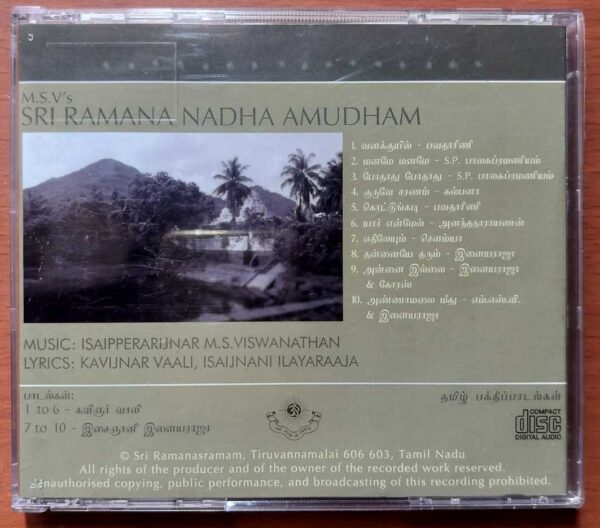 M.S.V's
SRI RAMANA NADHA AMUDHAM
1. வனக்குயில் - பவதாரிணி
2. மனமே மனமே - S.P. பாலசுப்ரமணியம்
3. போதாது போதாது - S.P. பாலசுப்ரமணியம்
4. குருவே சரணம் - கல்பனா
5. கொட்டுங்கடி - பவதாரிணி
6. யார் என்மேல் - அனந்தநாராயணன்
7. எதிலேயும் - சௌம்யா
8. தன்னையே தரும் - இளையராஜா
9. அன்னை இல்லை - இளையராஜா
& கோரஸ்
10. அண்ணாமலை மீது - எம்.எஸ்.வி.
& இளையராஜா
MUSIC: ISAIPPERARIJNAR M.S.VISWANATHAN
LYRICS: KAVIJNAR VAALI, ISAIJNANI ILAYARAAJA
பாடல்கள்:
1 to 6 - கவிஞர் வாலி
7 to 10 - இசைஞானி இளையராஜா
தமிழ் பக்திப்பாடல்கள்
COMPACT
disc
DIGITAL AUDIO
© Sri Ramanasramam, Tiruvannamalai 606 603, Tamil Nadu
All rights of the producer and of the owner of the recorded work reserved.
Unauthorised copying, public performance, and broadcasting of this recording prohibited.